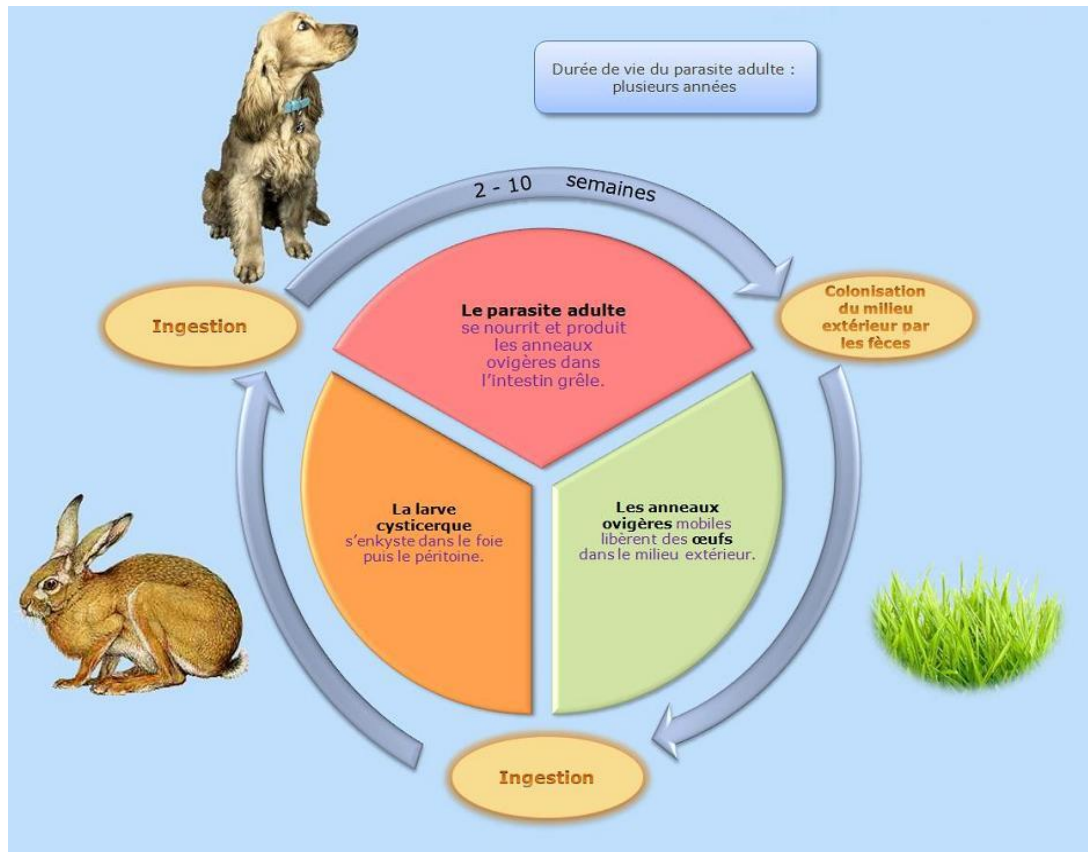 Durée de vie du parasite adulte :
plusieurs années
2 - 10 semaines
Ingestion
Le parasite adulte
se nourrit et produit
les anneaux
ovigères dans
l'intestin grêle.
Colonisation
du milieu
extérieur par
les fèces
La larve
cysticerque
s'enkyste dans le foie
puis le péritoine.
Les anneaux
ovigères mobiles
libèrent des œufs
dans le milieu extérieur.
Ingestion